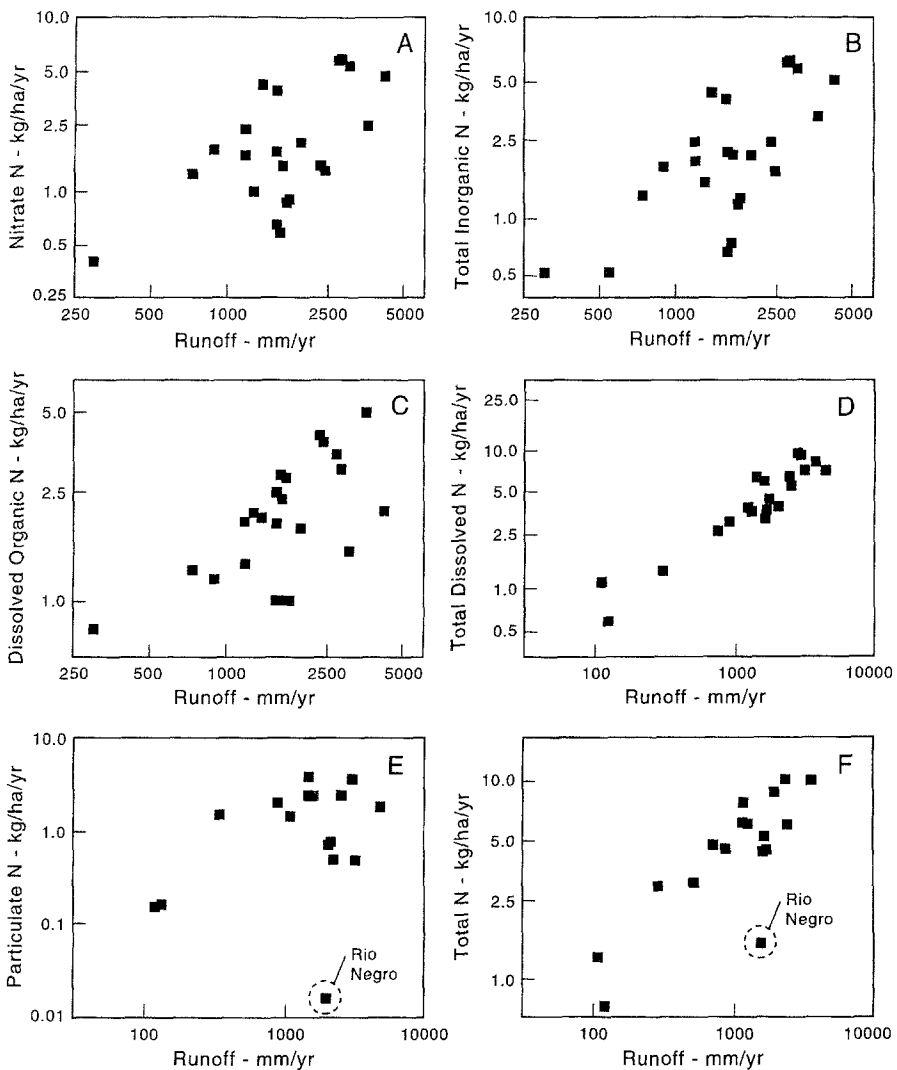 A
Nitrate N - kg/ha/yr
10.0
5.0
2.5
1.0
0.5
0.25
250 500 1000 2500 5000
Runoff - mm/yr
B
Total Inorganic N - kg/ha/yr
10.0
5.0
2.5
1.0
0.5
250 500 1000 2500 5000
Runoff - mm/yr
C
Dissolved Organic N - kg/ha/yr
5.0
2.5
1.0
250 500 1000 2500 5000
Runoff - mm/yr
D
Total Dissolved N - kg/ha/yr
25.0
10.0
5.0
2.5
1.0
0.5
100 1000 10000
Runoff - mm/yr
E
Particulate N - kg/ha/yr
10.0
1.0
0.1
0.01
Rio
Negro
100 1000 10000
Runoff - mm/yr
F
Total N - kg/ha/yr
10.0
5.0
2.5
1.0
Rio
Negro
100 1000 10000
Runoff - mm/yr